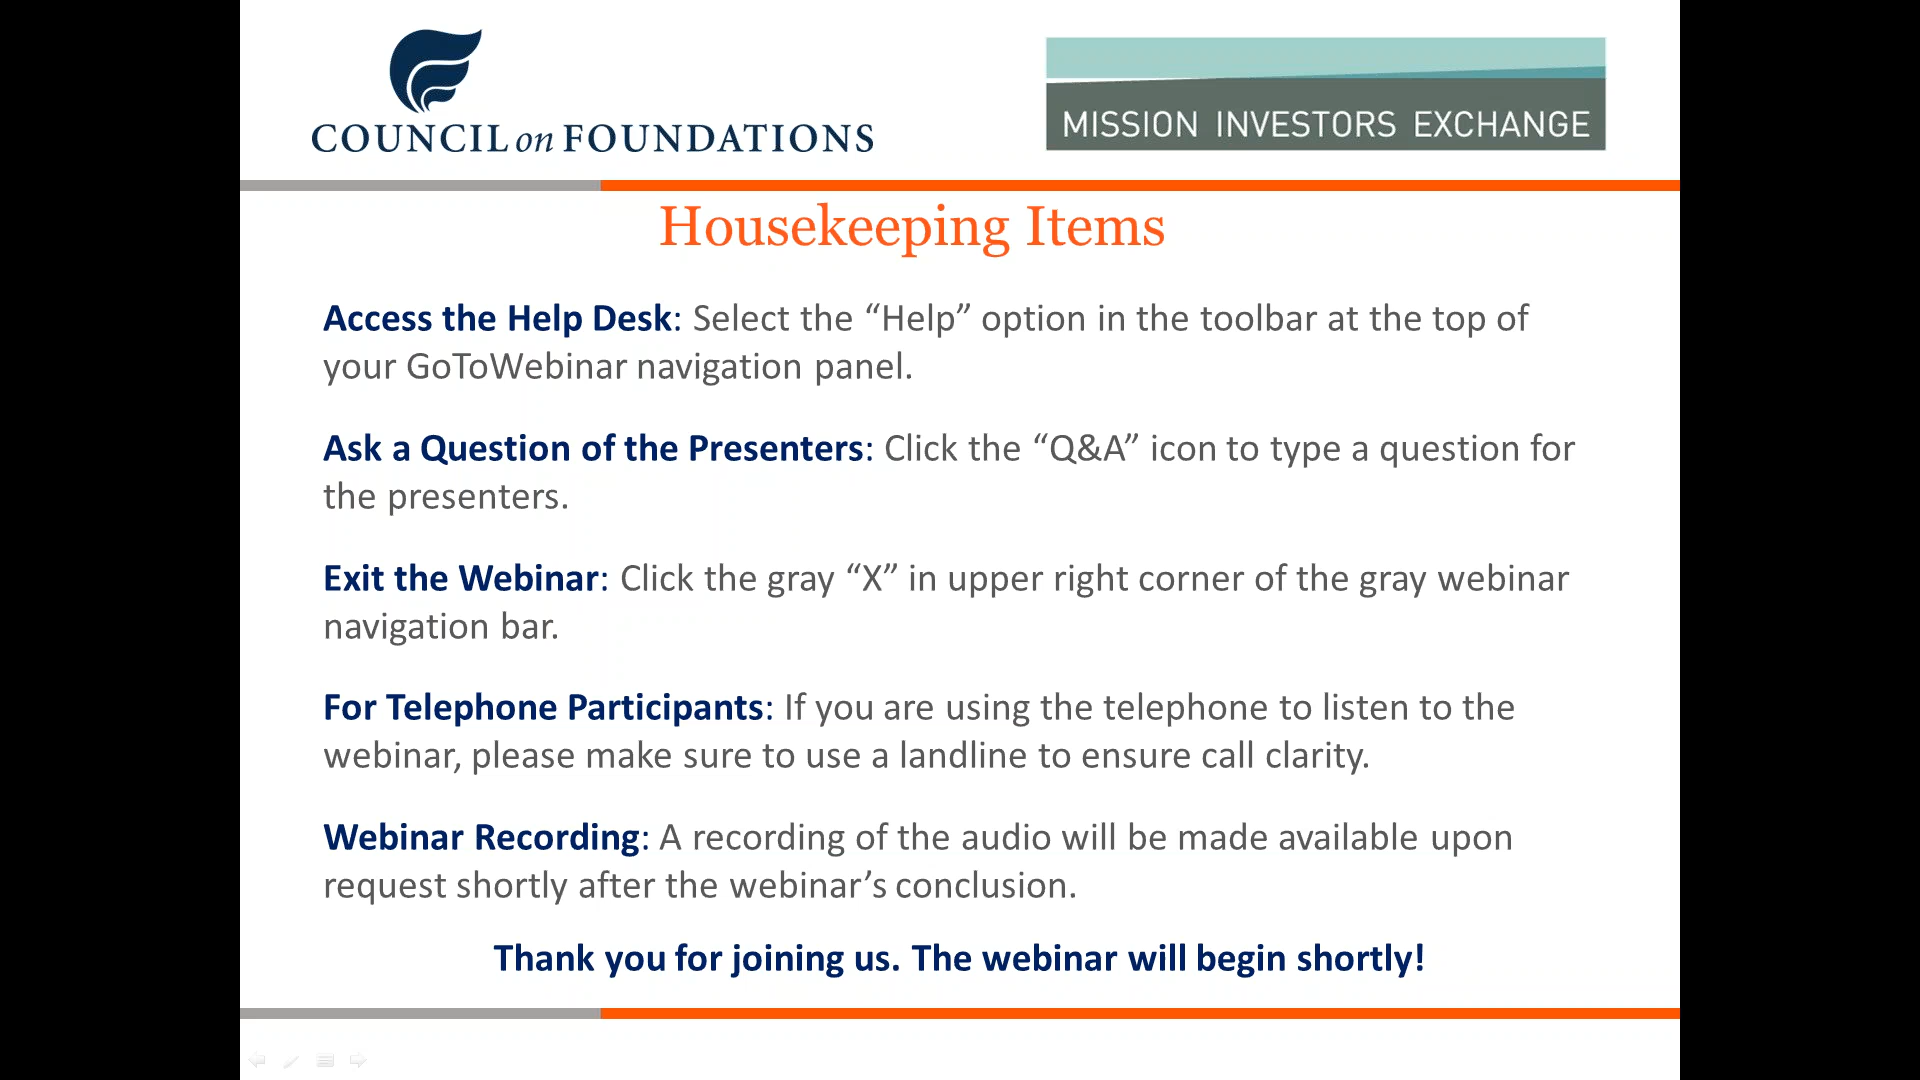 COUNCIL on FOUNDATIONS
MISSION INVESTORS EXCHANGE
Housekeeping Items
Access the Help Desk: Select the “Help” option in the toolbar at the top of
your GoToWebinar navigation panel.
Ask a Question of the Presenters: Click the “Q&A” icon to type a question for
the presenters.
Exit the Webinar: Click the gray “X” in upper right corner of the gray webinar
navigation bar.
For Telephone Participants: If you are using the telephone to listen to the
webinar, please make sure to use a landline to ensure call clarity.
Webinar Recording: A recording of the audio will be made available upon
request shortly after the webinar’s conclusion.
Thank you for joining us. The webinar will begin shortly!